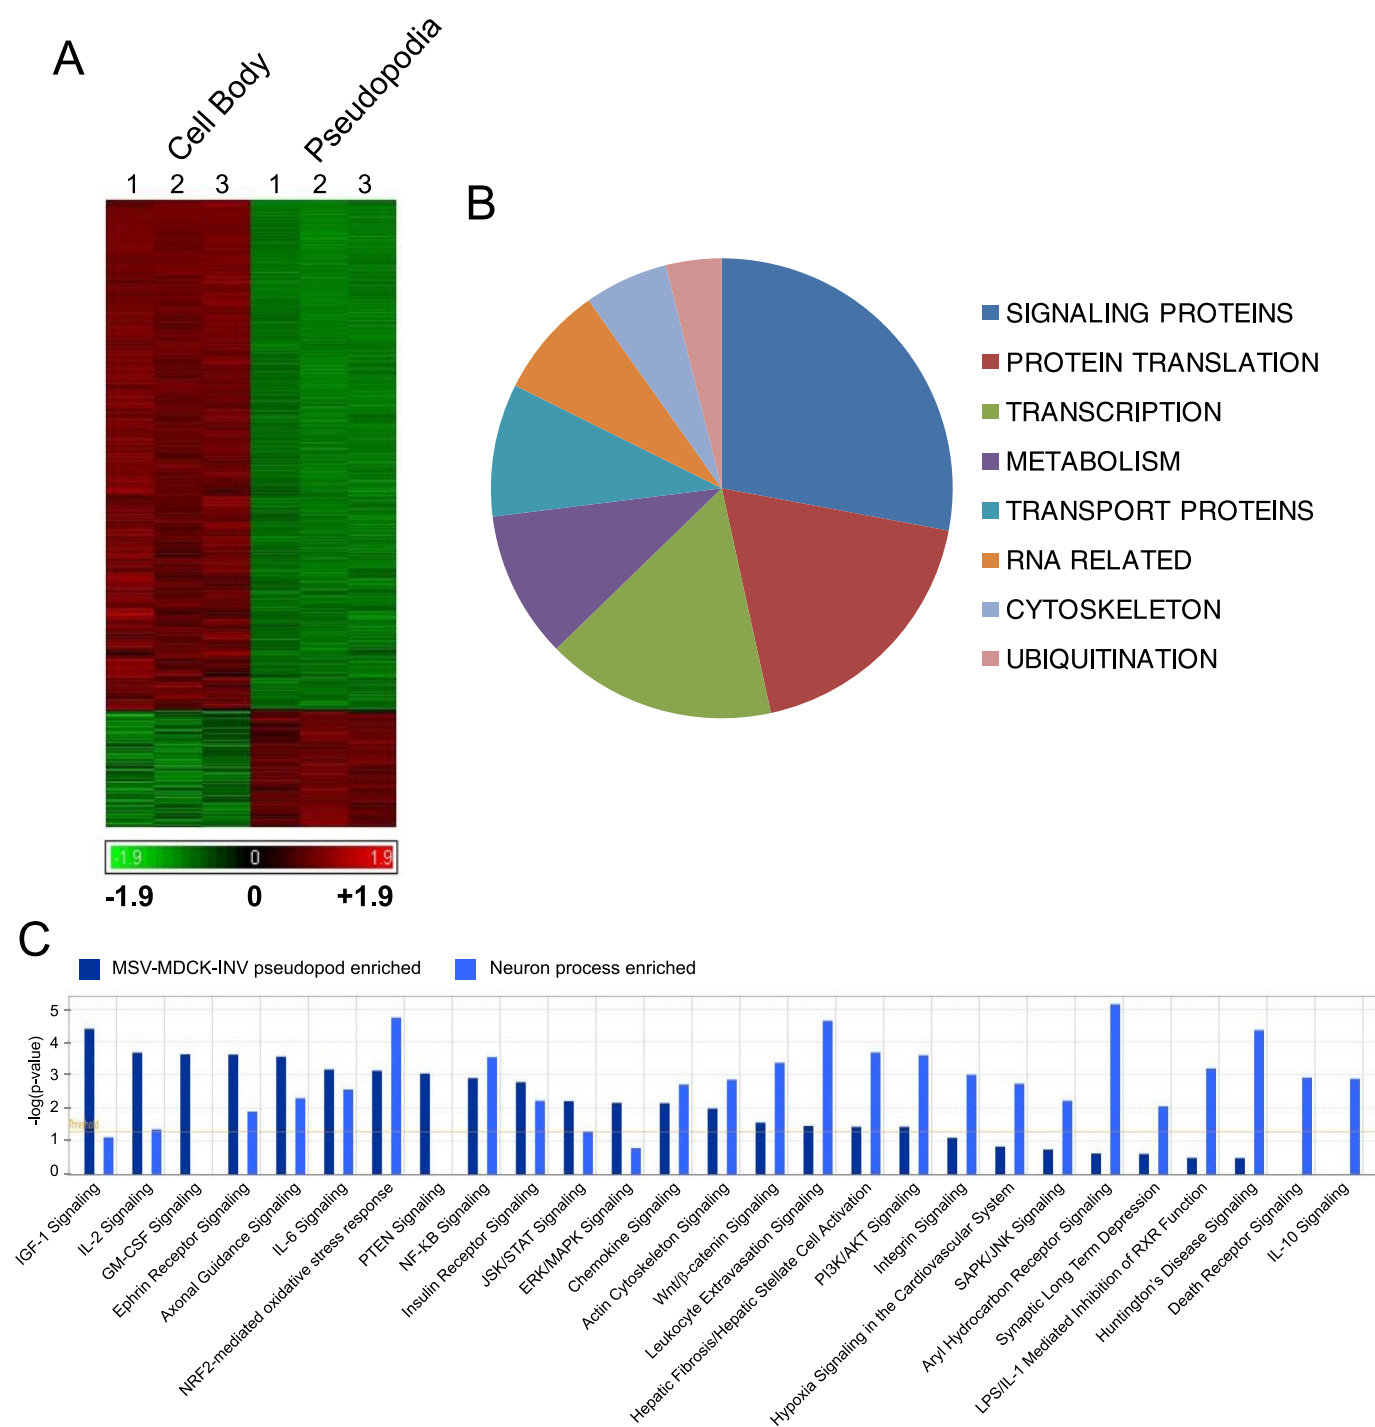 A
Cell Body
Pseudopodia
1 2 3 1 2 3
-1.9 0 1.9
-1.9 0 +1.9
B
SIGNALING PROTEINS
PROTEIN TRANSLATION
TRANSCRIPTION
METABOLISM
TRANSPORT PROTEINS
RNA RELATED
CYTOSKELETON
UBIQUITINATION
C
MSV-MDCK-INV pseudopod enriched
Neuron process enriched
-log(p-value)
5
4
3
2
Threshold
1
0
IGF-1 Signaling
IL-2 Signaling
GM-CSF Signaling
Ephrin Receptor Signaling
Axonal Guidance Signaling
IL-6 Signaling
NRF2-mediated oxidative stress response
PTEN Signaling
NF-KB Signaling
Insulin Receptor Signaling
JSK/STAT Signaling
ERK/MAPK Signaling
Chemokine Signaling
Actin Cytoskeleton Signaling
Wnt/β-catenin Signaling
Leukocyte Extravasation Signaling
Hepatic Fibrosis/Hepatic Stellate Cell Activation
PI3K/AKT Signaling
Integrin Signaling
Hypoxia Signaling in the Cardiovascular System
SAPK/JNK Signaling
Aryl Hydrocarbon Receptor Signaling
Synaptic Long Term Depression
LPS/IL-1 Mediated Inhibition of RXR Function
Huntington's Disease Signaling
Death Receptor Signaling
IL-10 Signaling